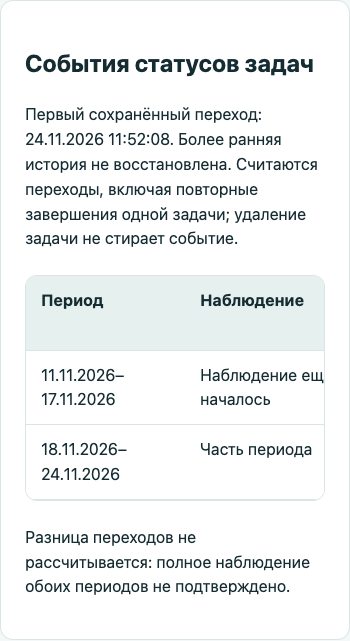 События статусов задач
Первый сохранённый переход:
24.11.2026 11:52:08. Более ранняя
история не восстановлена. Считаются
переходы, включая повторные
завершения одной задачи; удаление
задачи не стирает событие.
Период Наблюдение
11.11.2026– Наблюдение ещ
17.11.2026 началось
18.11.2026– Часть периода
24.11.2026
Разница переходов не
рассчитывается: полное наблюдение
обоих периодов не подтверждено.